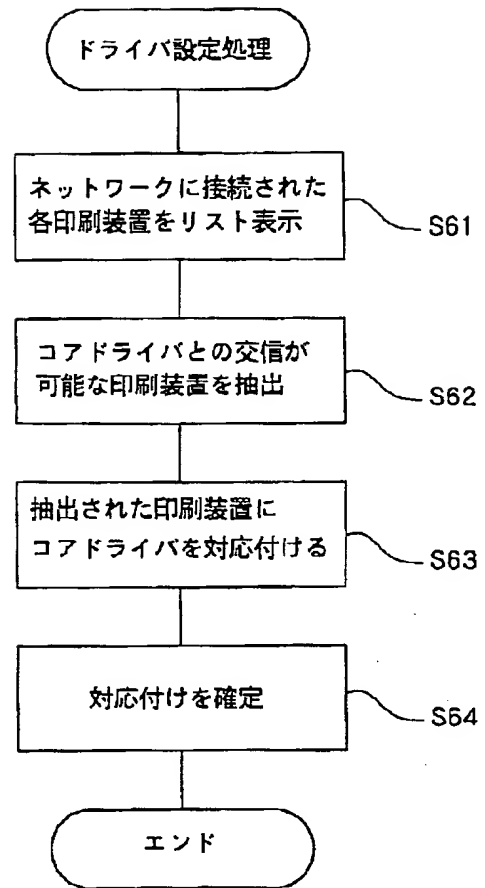 ドライバ設定処理
ネットワークに接続された
各印刷装置をリスト表示
S61
コアドライバとの交信が
可能な印刷装置を抽出
S62
抽出された印刷装置に
コアドライバを対応付ける
S63
対応付けを確定
S64
エンド